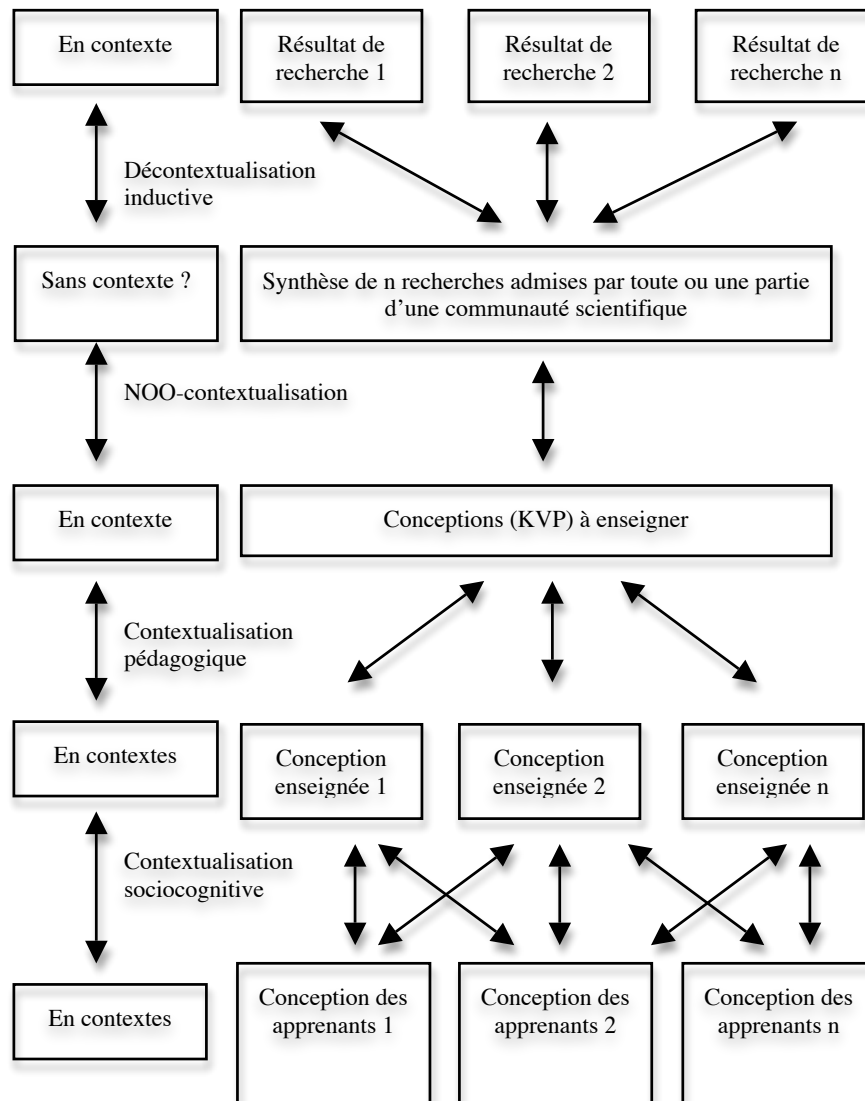 En contexte
Résultat de
recherche 1
Résultat de
recherche 2
Résultat de
recherche n
Décontextualisation
inductive
Sans contexte ?
Synthèse de n recherches admises par toute ou une partie
d’une communauté scientifique
NOO-contextualisation
En contexte
Conceptions (KVP) à enseigner
Contextualisation
pédagogique
En contextes
Conception
enseignée 1
Conception
enseignée 2
Conception
enseignée n
Contextualisation
sociocognitive
En contextes
Conception des
apprenants 1
Conception des
apprenants 2
Conception des
apprenants n